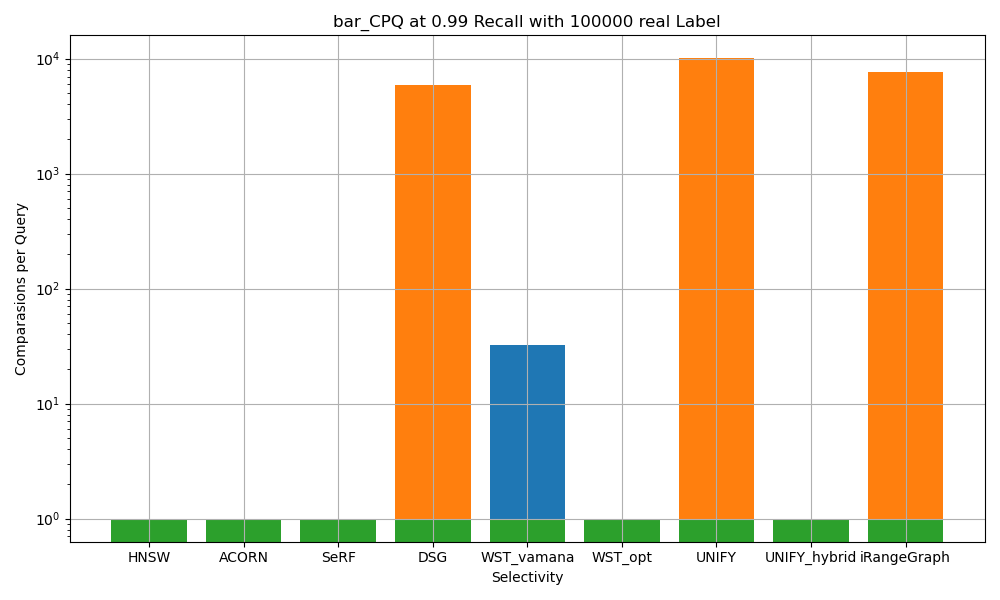 bar_CPQ at 0.99 Recall with 100000 real Label
Comparasions per Query
10^4
10^3
10^2
10^1
10^0
HNSW ACORN SeRF DSG WST_vamana WST_opt UNIFY UNIFY_hybrid iRangeGraph
Selectivity